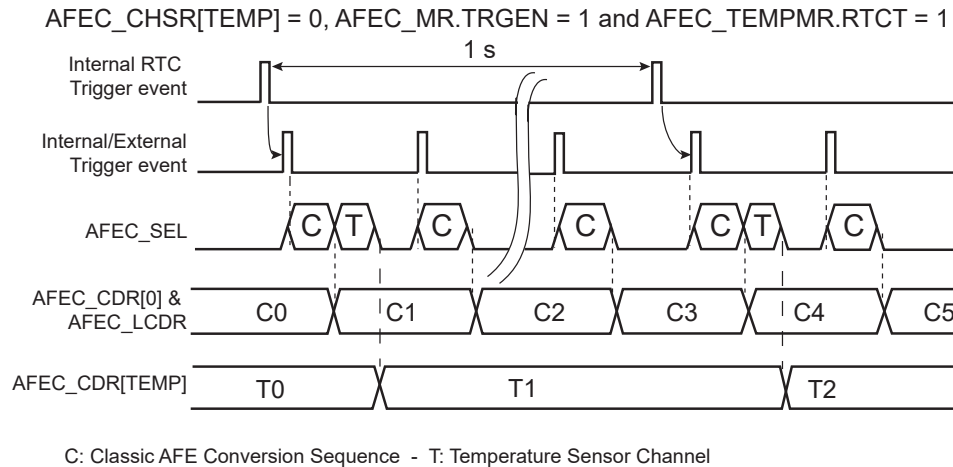 AFEC_CHSR[TEMP] = 0, AFEC_MR.TRGEN = 1 and AFEC_TEMPMR.RTCT = 1
1 s
Internal RTC
Trigger event
Internal/External
Trigger event
AFEC_SEL
C T C C C T C
AFEC_CDR[0] &
AFEC_LCDR
C0 C1 C2 C3 C4 C5
AFEC_CDR[TEMP]
T0 T1 T2
C: Classic AFE Conversion Sequence - T: Temperature Sensor Channel